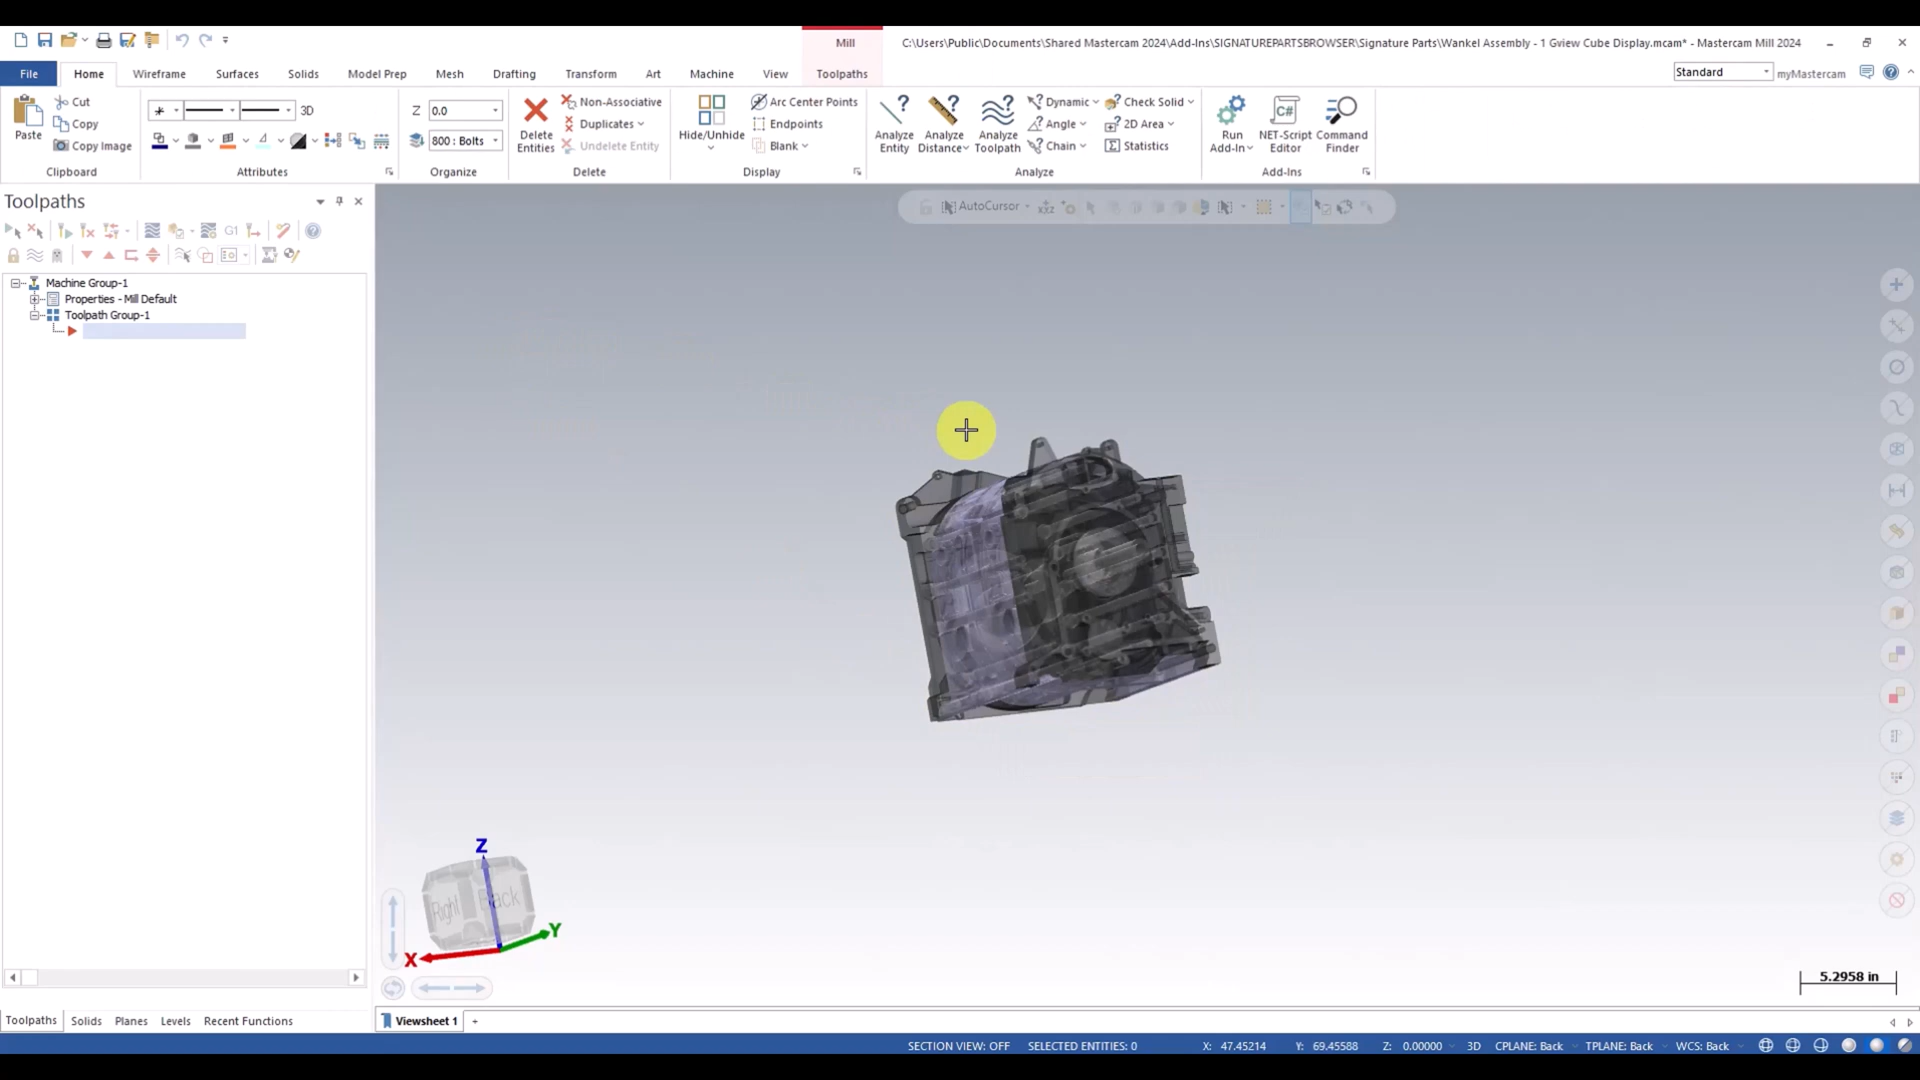 Mill
C:\Users\Public\Documents\Shared Mastercam 2024\Add-Ins\SIGNATUREPARTSBROWSER\Signature Parts\Wankel Assembly - 1 Gview Cube Display.mcam* - Mastercam Mill 2024
File Home Wireframe Surfaces Solids Model Prep Mesh Drafting Transform Art Machine View Toolpaths
Standard myMastercam
Paste
Cut
Copy
Copy Image
Clipboard
3D
Attributes
Z 0.0
800 : Bolts
Organize
Delete Entities
Non-Associative
Duplicates
Undelete Entity
Delete
Hide/Unhide
Arc Center Points
Endpoints
Blank
Display
Analyze Entity
Analyze Distance
Analyze Toolpath
Dynamic
Angle
Chain
Check Solid
2D Area
Statistics
Analyze
Run Add-In
NET-Script Editor
Command Finder
Add-Ins
Toolpaths
G1
Machine Group-1
Properties - Mill Default
Toolpath Group-1
AutoCursor
Z
Right Back
Y
X
5.2958 in
Toolpaths Solids Planes Levels Recent Functions
Viewsheet 1 +
SECTION VIEW: OFF SELECTED ENTITIES: 0 X: 47.45214 Y: 69.45588 Z: 0.00000 3D CPLANE: Back TPLANE: Back WCS: Back